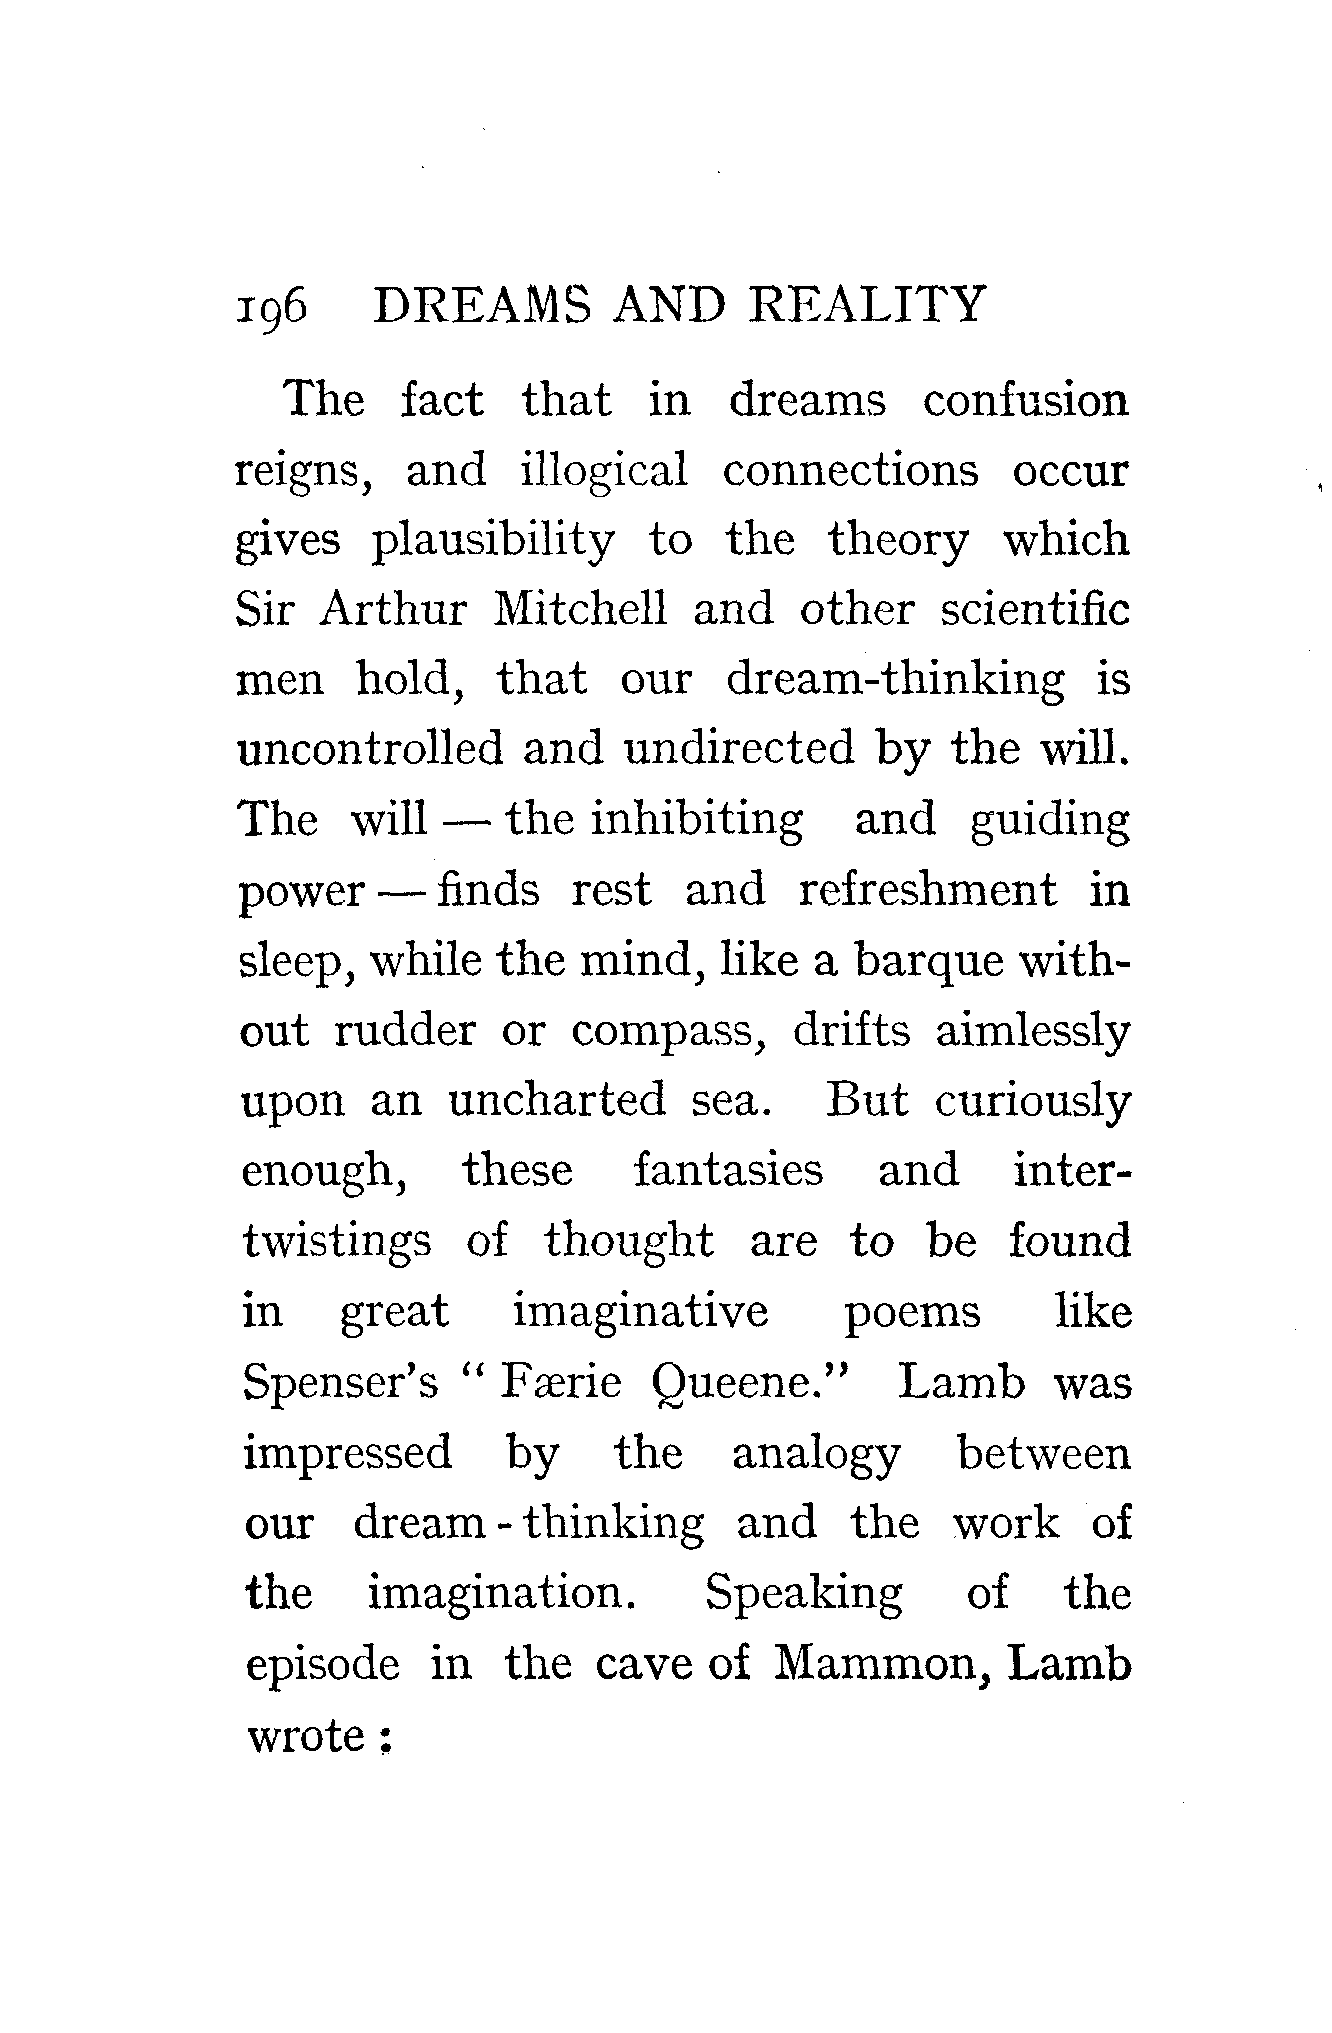 196 DREAMS AND REALITY
The fact that in dreams confusion
reigns, and illogical connections occur
gives plausibility to the theory which
Sir Arthur Mitchell and other scientific
men hold, that our dream-thinking is
uncontrolled and undirected by the will.
The will — the inhibiting and guiding
power — finds rest and refreshment in
sleep, while the mind, like a barque with-
out rudder or compass, drifts aimlessly
upon an uncharted sea. But curiously
enough, these fantasies and inter-
twistings of thought are to be found
in great imaginative poems like
Spenser's “ Færie Queene.” Lamb was
impressed by the analogy between
our dream - thinking and the work of
the imagination. Speaking of the
episode in the cave of Mammon, Lamb
wrote :